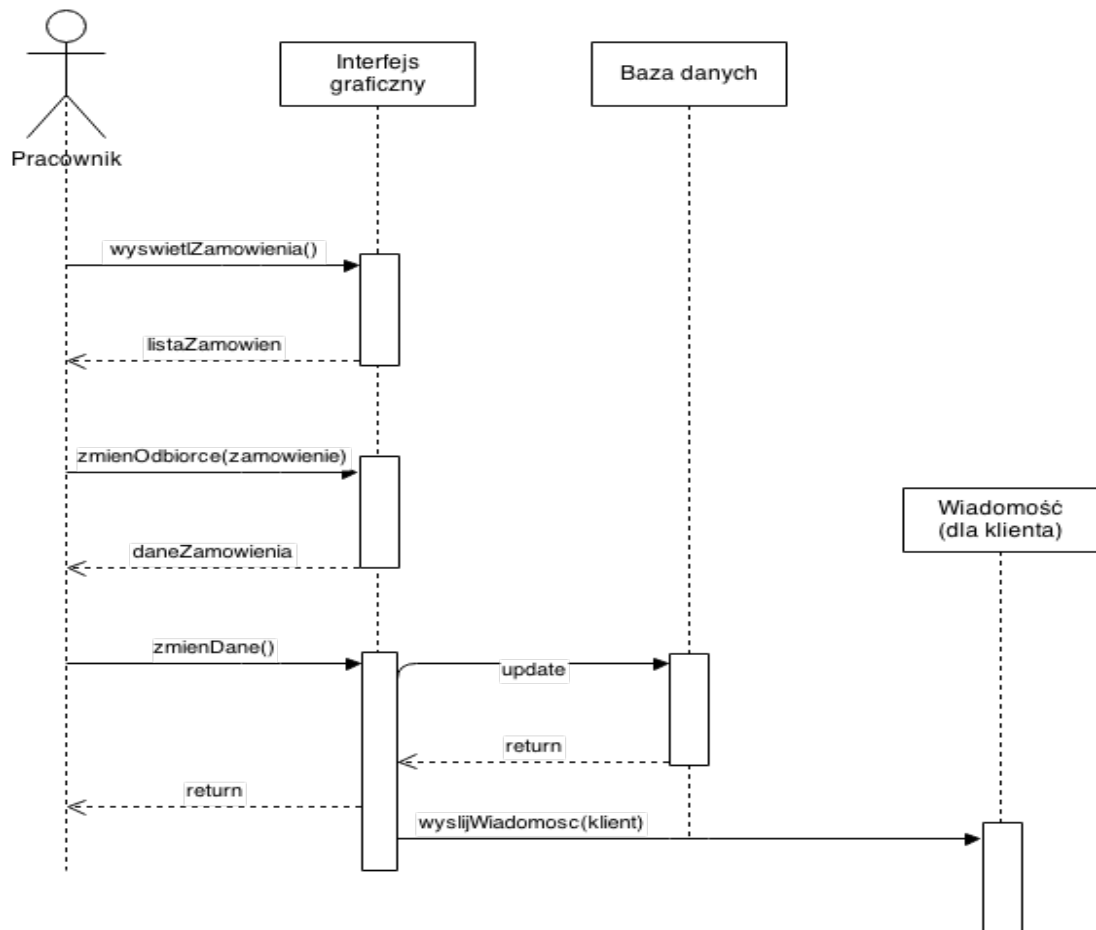 Interfejs
graficzny
Baza danych
Pracownik
wyswietlZamowienia()
listaZamowien
zmienOdbiorce(zamowienie)
Wiadomość
(dla klienta)
daneZamowienia
zmienDane()
update
return
return
wyslijWiadomosc(klient)